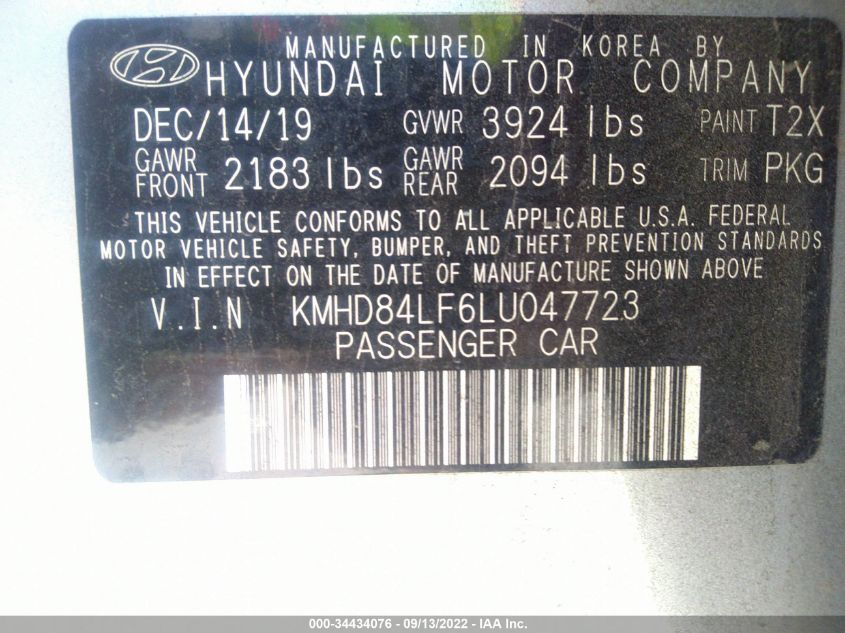 MANUFACTURED IN KOREA BY
HYUNDAI MOTOR COMPANY
DEC/14/19 GVWR 3924 lbs PAINT T2X
GAWR FRONT 2183 lbs GAWR REAR 2094 lbs TRIM PKG
THIS VEHICLE CONFORMS TO ALL APPLICABLE U.S.A. FEDERAL
MOTOR VEHICLE SAFETY, BUMPER, AND THEFT PREVENTION STANDARDS
IN EFFECT ON THE DATE OF MANUFACTURE SHOWN ABOVE
V.I.N KMHD84LF6LU047723
PASSENGER CAR
000-34434076 - 09/13/2022 - IAA Inc.